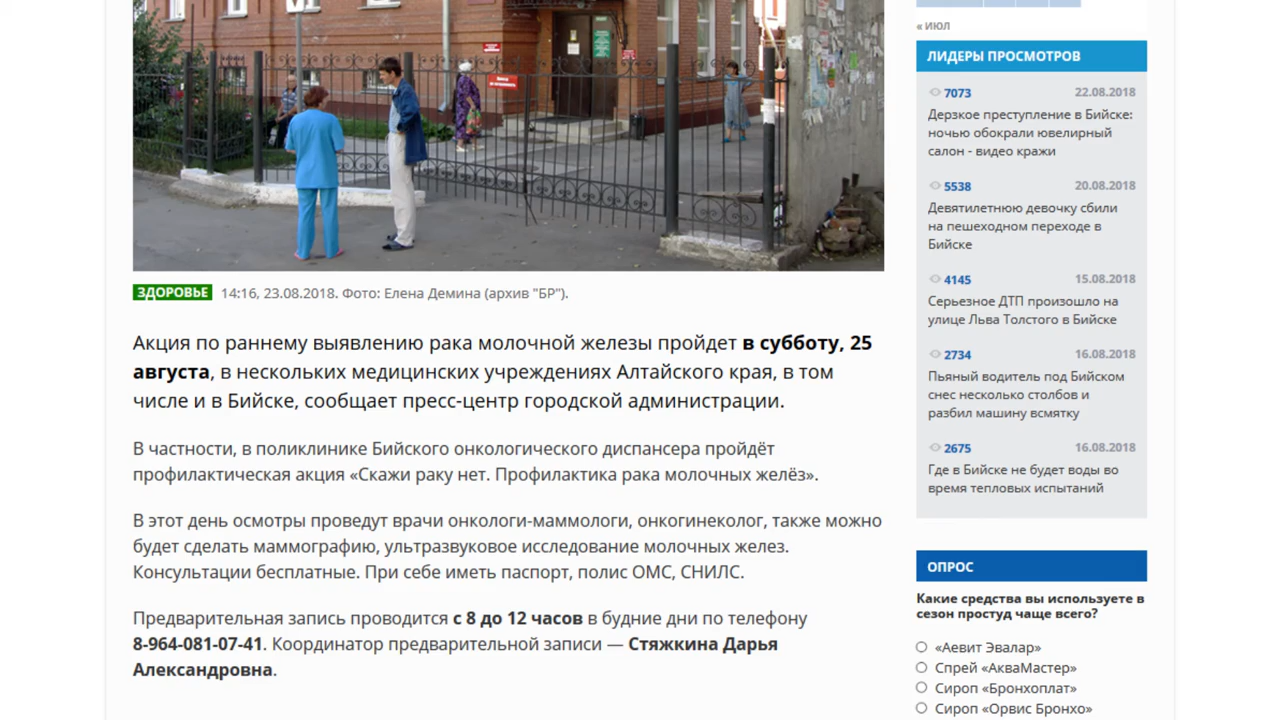 « ИЮЛ
ЛИДЕРЫ ПРОСМОТРОВ
7073 22.08.2018
Дерзкое преступление в Бийске:
ночью обокрали ювелирный
салон - видео кражи
5538 20.08.2018
Девятилетнюю девочку сбили
на пешеходном переходе в
Бийске
4145 15.08.2018
Серьезное ДТП произошло на
улице Льва Толстого в Бийске
2734 16.08.2018
Пьяный водитель под Бийском
снес несколько столбов и
разбил машину всмятку
2675 16.08.2018
Где в Бийске не будет воды во
время тепловых испытаний
ОПРОС
Какие средства вы используете в
сезон простуд чаще всего?
«Аевит Эвалар»
Спрей «АкваМастер»
Сироп «Бронхоплат»
Сироп «Орвис Бронхо»
ЗДОРОВЬЕ 14:16, 23.08.2018. Фото: Елена Демина (архив "БР").
Акция по раннему выявлению рака молочной железы пройдет в субботу, 25
августа, в нескольких медицинских учреждениях Алтайского края, в том
числе и в Бийске, сообщает пресс-центр городской администрации.
В частности, в поликлинике Бийского онкологического диспансера пройдёт
профилактическая акция «Скажи раку нет. Профилактика рака молочных желёз».
В этот день осмотры проведут врачи онкологи-маммологи, онкогинеколог, также можно
будет сделать маммографию, ультразвуковое исследование молочных желез.
Консультации бесплатные. При себе иметь паспорт, полис ОМС, СНИЛС.
Предварительная запись проводится с 8 до 12 часов в будние дни по телефону
8-964-081-07-41. Координатор предварительной записи — Стяжкина Дарья
Александровна.